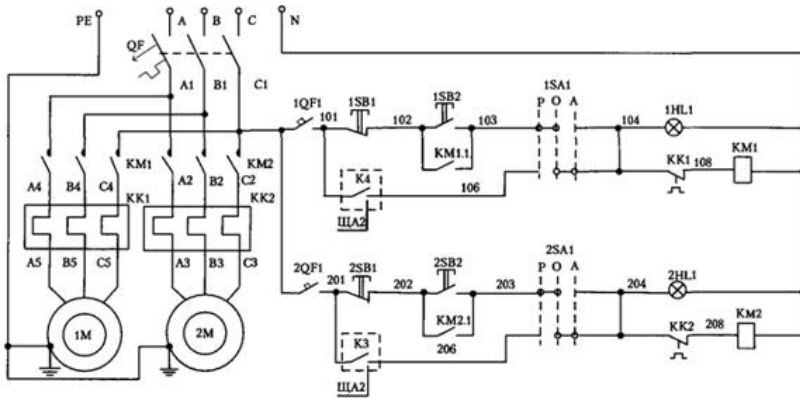 PE A B C N
QF
A1 B1 C1
1QF1 101 1SB1 102 1SB2 103 1SA1 104 1HL1
P O A
KM1.1.
KM1 KM2
K4 106 KK1 108 KM1
ЩА2
A4 B4 C4 A2 B2 C2
KK1 KK2
A5 B5 C5 A3 B3 C3
2QF1 201 2SB1 202 2SB2 203 2SA1 204 2HL1
P O A
KM2.1
K3 206 KK2 208 KM2
ЩА2
1M 2M